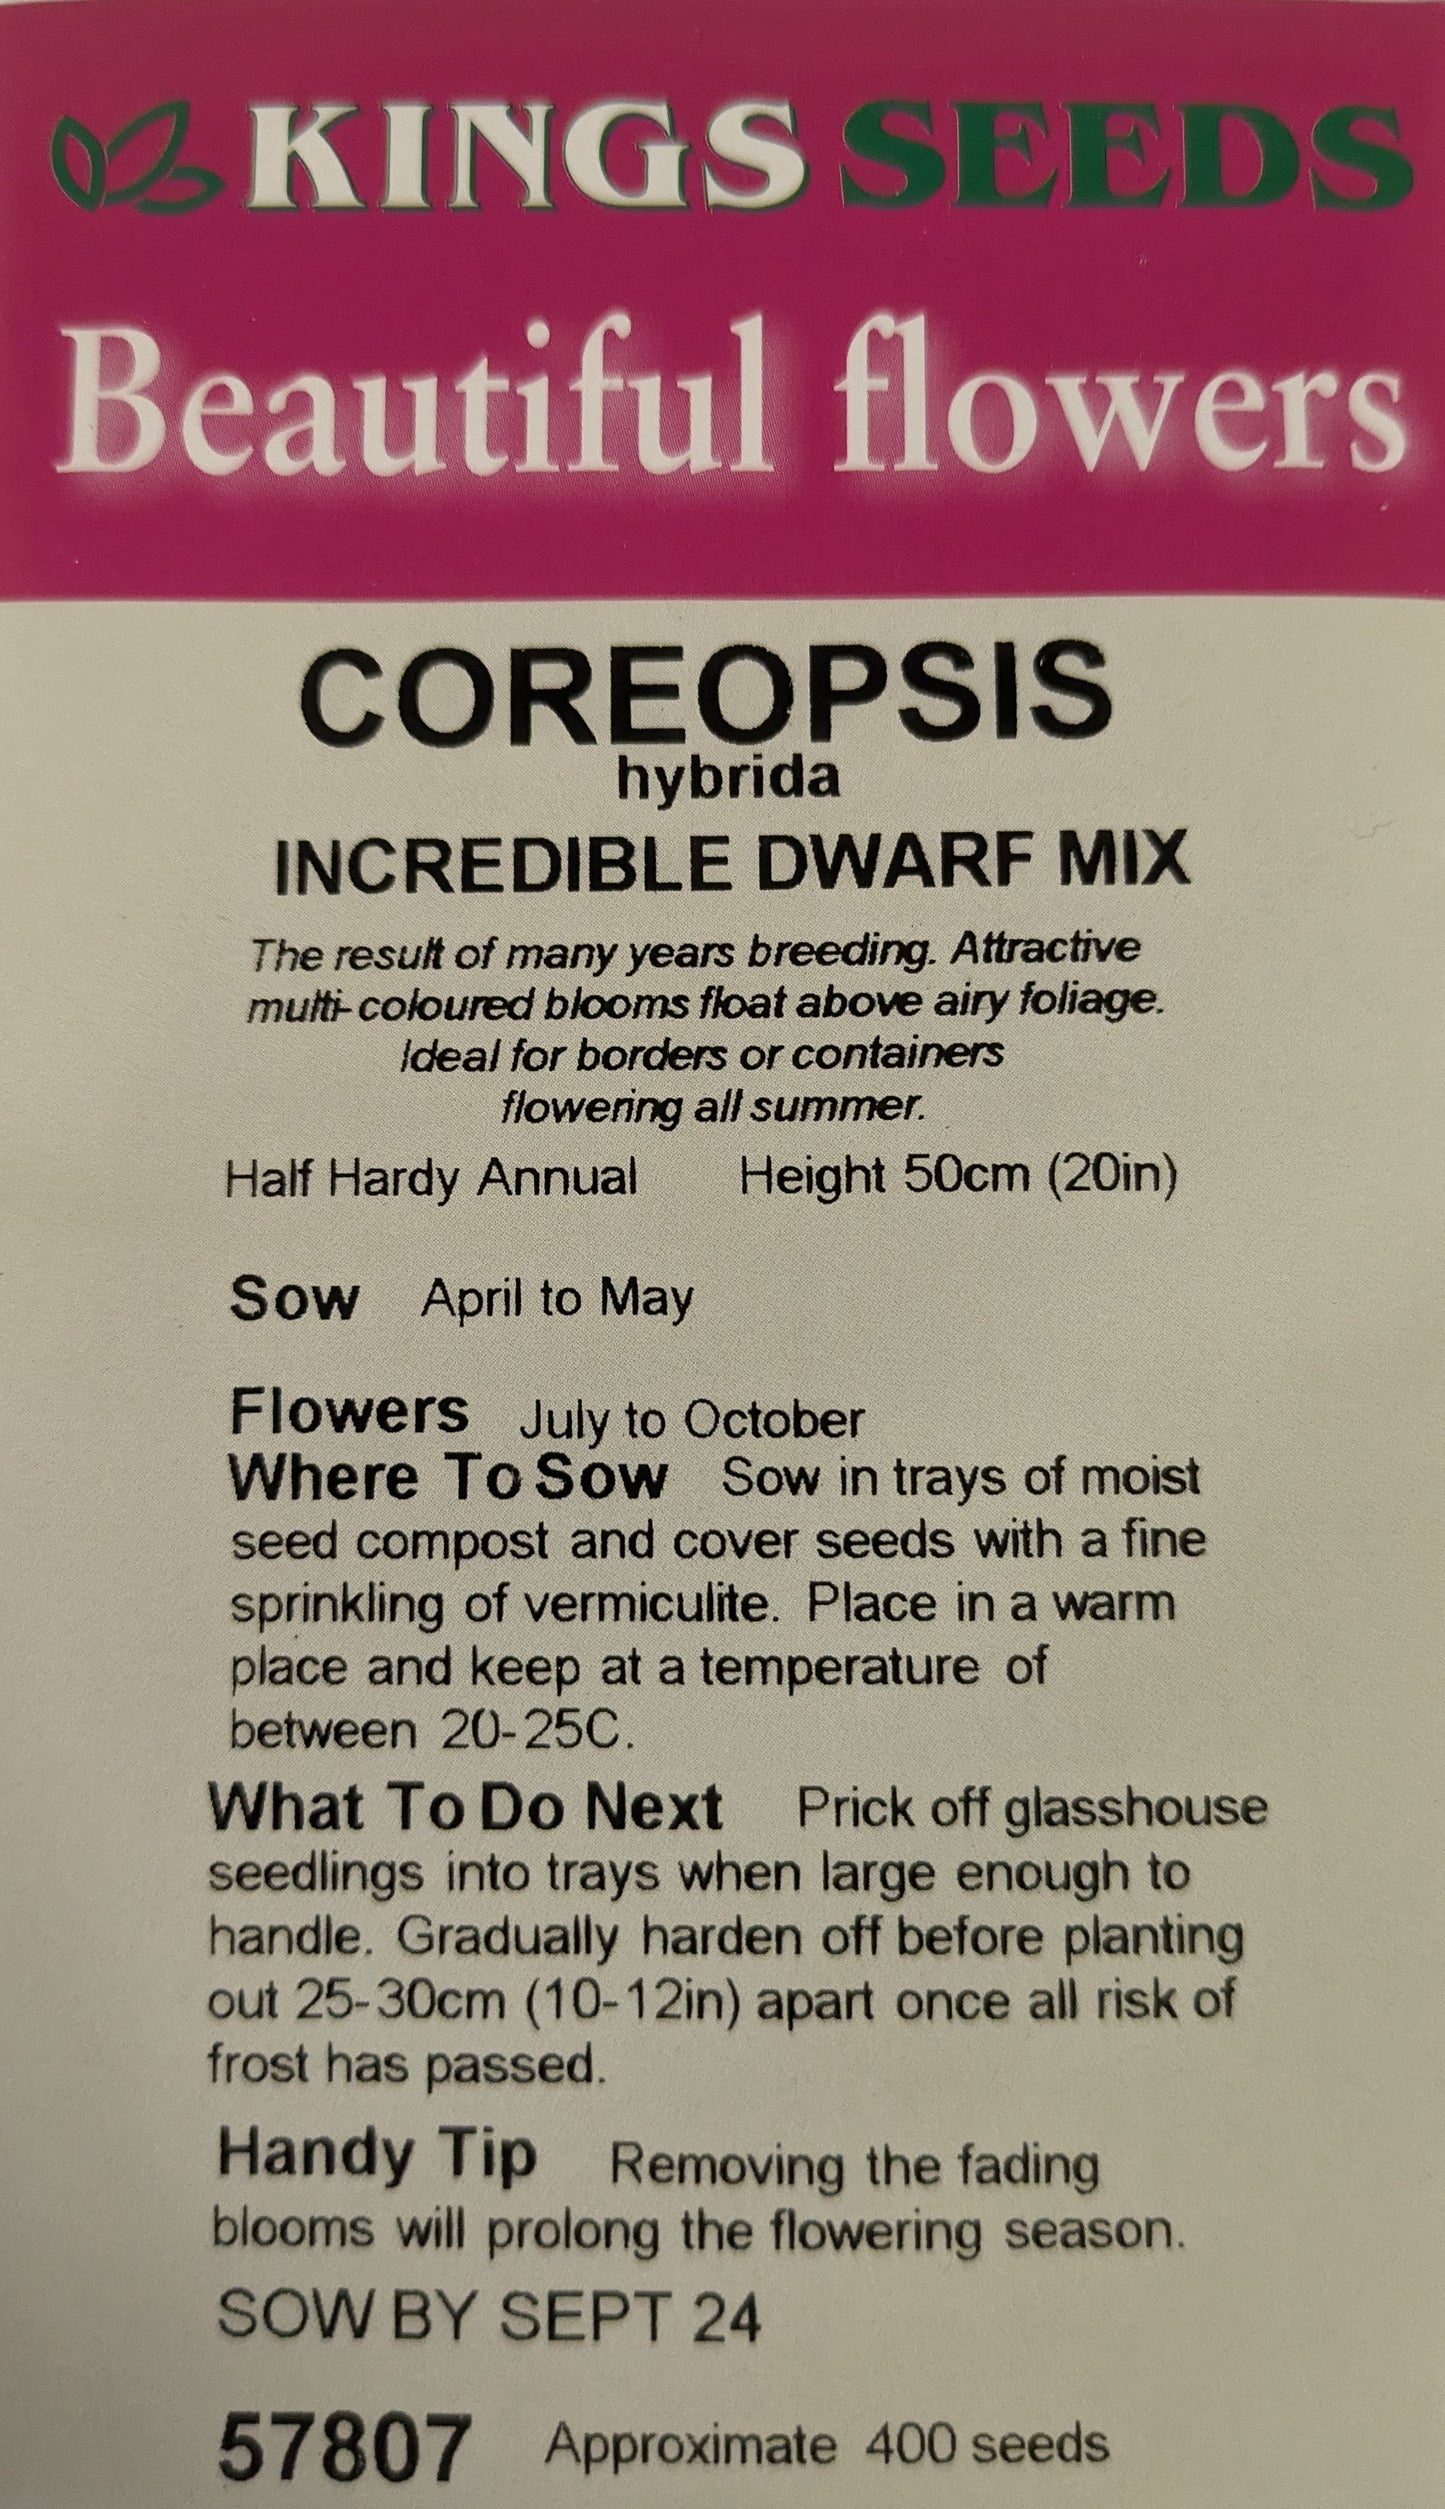 KINGS SEEDS
Beautiful flowers
COREOPSIS
hybrida
INCREDIBLE DWARF MIX
The result of many years breeding. Attractive
multi-coloured blooms float above airy foliage.
Ideal for borders or containers
flowering all summer.
Half Hardy Annual Height 50cm (20in)
Sow April to May
Flowers July to October
Where To Sow Sow in trays of moist
seed compost and cover seeds with a fine
sprinkling of vermiculite. Place in a warm
place and keep at a temperature of
between 20-25C.
What To Do Next Prick off glasshouse
seedlings into trays when large enough to
handle. Gradually harden off before planting
out 25-30cm (10-12in) apart once all risk of
frost has passed.
Handy Tip Removing the fading
blooms will prolong the flowering season.
SOW BY SEPT 24
57807 Approximate 400 seeds